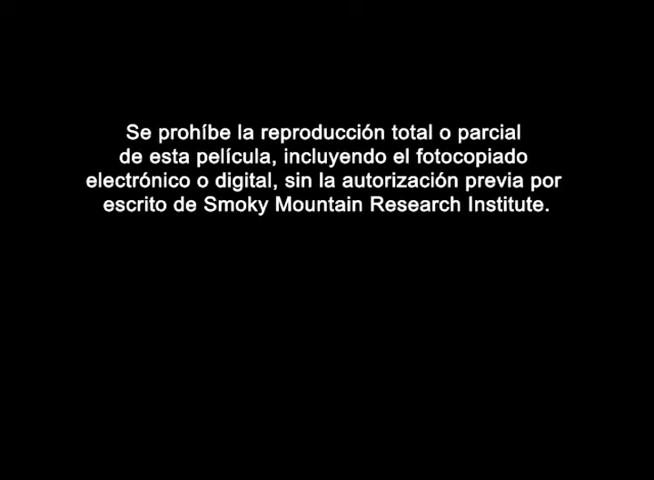 Se prohíbe la reproducción total o parcial
de esta película, incluyendo el fotocopiado
electrónico o digital, sin la autorización previa por
escrito de Smoky Mountain Research Institute.